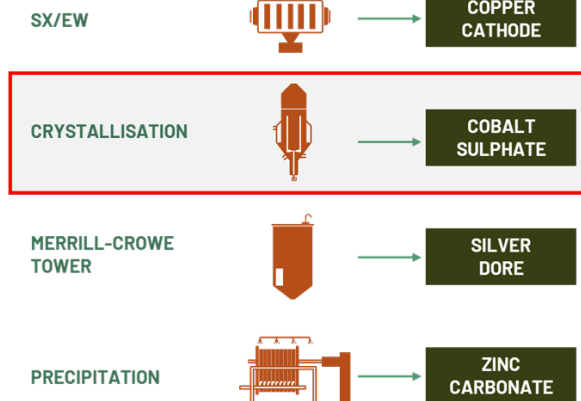 SX/EW
COPPER
CATHODE
CRYSTALLISATION
COBALT
SULPHATE
MERRILL-CROWE
TOWER
SILVER
DORE
PRECIPITATION
ZINC
CARBONATE